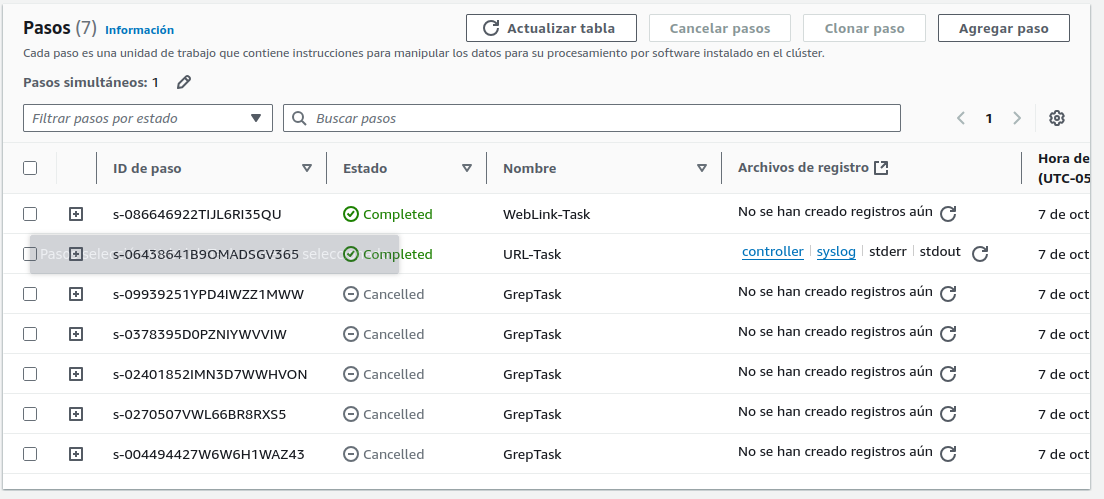 Pasos (7) Información Actualizar tabla Cancelar pasos Clonar paso Agregar paso
Cada paso es una unidad de trabajo que contiene instrucciones para manipular los datos para su procesamiento por software instalado en el clúster.
Pasos simultáneos: 1
Filtrar pasos por estado Buscar pasos 1
ID de paso Estado Nombre Archivos de registro Hora de
(UTC-05
s-086646922TIJL6RI35QU Completed WebLink-Task No se han creado registros aún 7 de oct
s-06438641B9OMADSGV365 Completed URL-Task controller syslog stderr stdout 7 de oct
s-09939251YPD4IWZZ1MWW Cancelled GrepTask No se han creado registros aún 7 de oct
s-0378395D0PZNIYWVVIW Cancelled GrepTask No se han creado registros aún 7 de oct
s-02401852IMN3D7WWHVON Cancelled GrepTask No se han creado registros aún 7 de oct
s-0270507VWL66BR8RXS5 Cancelled GrepTask No se han creado registros aún 7 de oct
s-004494427W6W6H1WAZ43 Cancelled GrepTask No se han creado registros aún 7 de oct